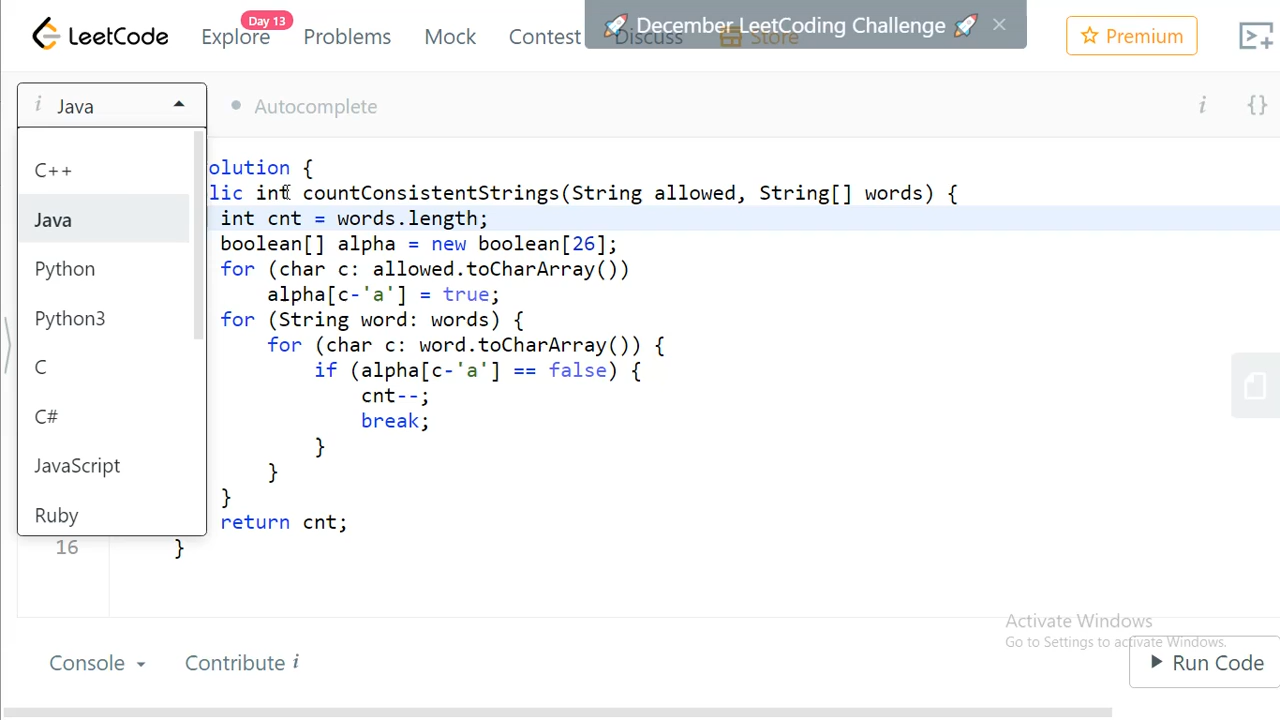 Day 13
LeetCode Explore Problems Mock Contest Discuss Store Premium
🚀 December LeetCoding Challenge 🚀 ×
i Java
Autocomplete
i {}
C++
Java
Python
Python3
C
C#
JavaScript
Ruby
olution {
lic int countConsistentStrings(String allowed, String[] words) {
int cnt = words.length;
boolean[] alpha = new boolean[26];
for (char c: allowed.toCharArray())
alpha[c-'a'] = true;
for (String word: words) {
for (char c: word.toCharArray()) {
if (alpha[c-'a'] == false) {
cnt--;
break;
}
}
}
return cnt;
16 }
Activate Windows
Go to Settings to activate Windows.
Console Contribute i
Run Code